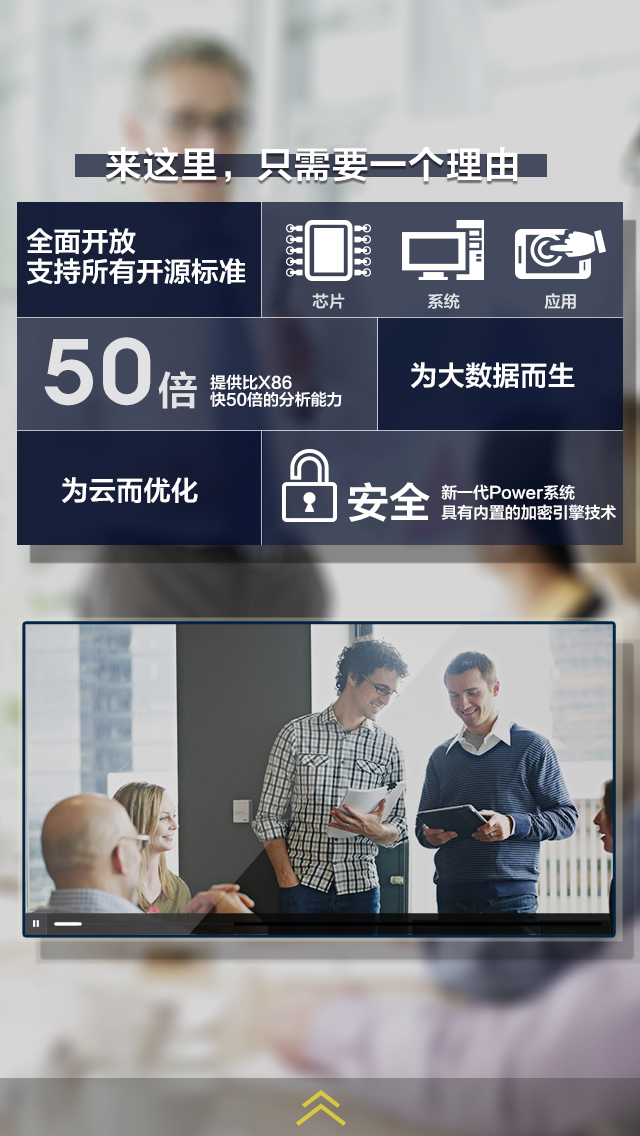 来这里，只需要一个理由
全面开放
支持所有开源标准
芯片
系统
应用
50倍
提供比X86
快50倍的分析能力
为大数据而生
为云而优化
安全
新一代Power系统
具有内置的加密引擎技术